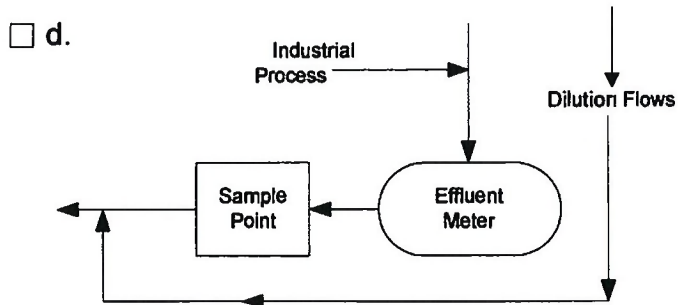 ☐ d.
Industrial
Process
Dilution Flows
Sample
Point
Effluent
Meter